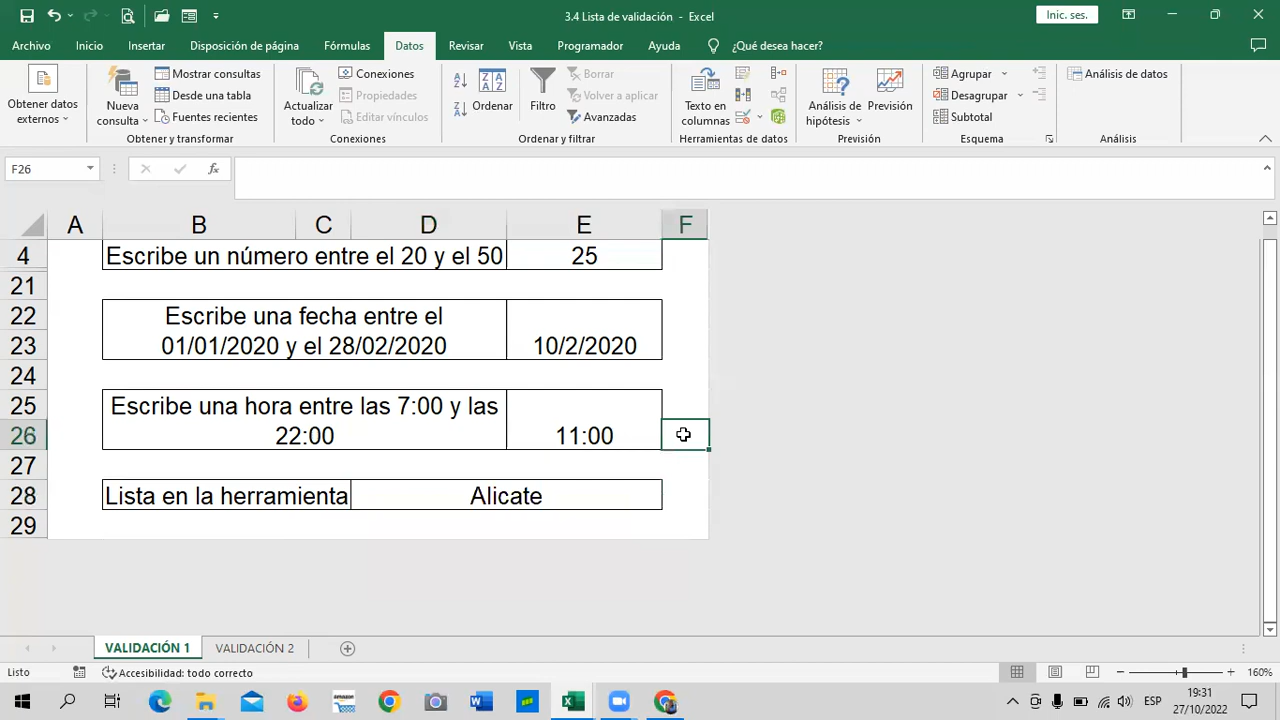 3.4 Lista de validación - Excel
Inic. ses.
Archivo Inicio Insertar Disposición de página Fórmulas Datos Revisar Vista Programador Ayuda ¿Qué desea hacer?
Obtener datos externos
Nueva consulta
Mostrar consultas
Desde una tabla
Fuentes recientes
Obtener y transformar
Actualizar todo
Conexiones
Propiedades
Editar vínculos
Conexiones
Ordenar
Filtro
Borrar
Volver a aplicar
Avanzadas
Ordenar y filtrar
Texto en columnas
Herramientas de datos
Análisis de hipótesis
Previsión
Previsión
Agrupar
Desagrupar
Subtotal
Esquema
Análisis de datos
Análisis
F26
fx
A B C D E F
4 Escribe un número entre el 20 y el 50 25
21
22 Escribe una fecha entre el
23 01/01/2020 y el 28/02/2020 10/2/2020
24
25 Escribe una hora entre las 7:00 y las
26 22:00 11:00
27
28 Lista en la herramienta Alicate
29
VALIDACIÓN 1 VALIDACIÓN 2
Listo Accesibilidad: todo correcto 160%
ESP 19:31
27/10/2022